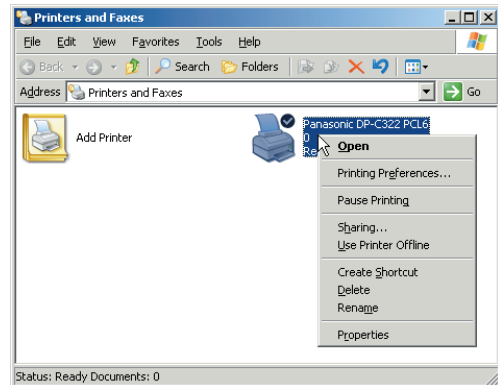 Printers and Faxes
File Edit View Favorites Tools Help
Back Search Folders
Address Printers and Faxes Go
Add Printer
Panasonic DP-C322 PCL6
0
Open
Printing Preferences...
Pause Printing
Sharing...
Use Printer Offline
Create Shortcut
Delete
Rename
Properties
Status: Ready Documents: 0